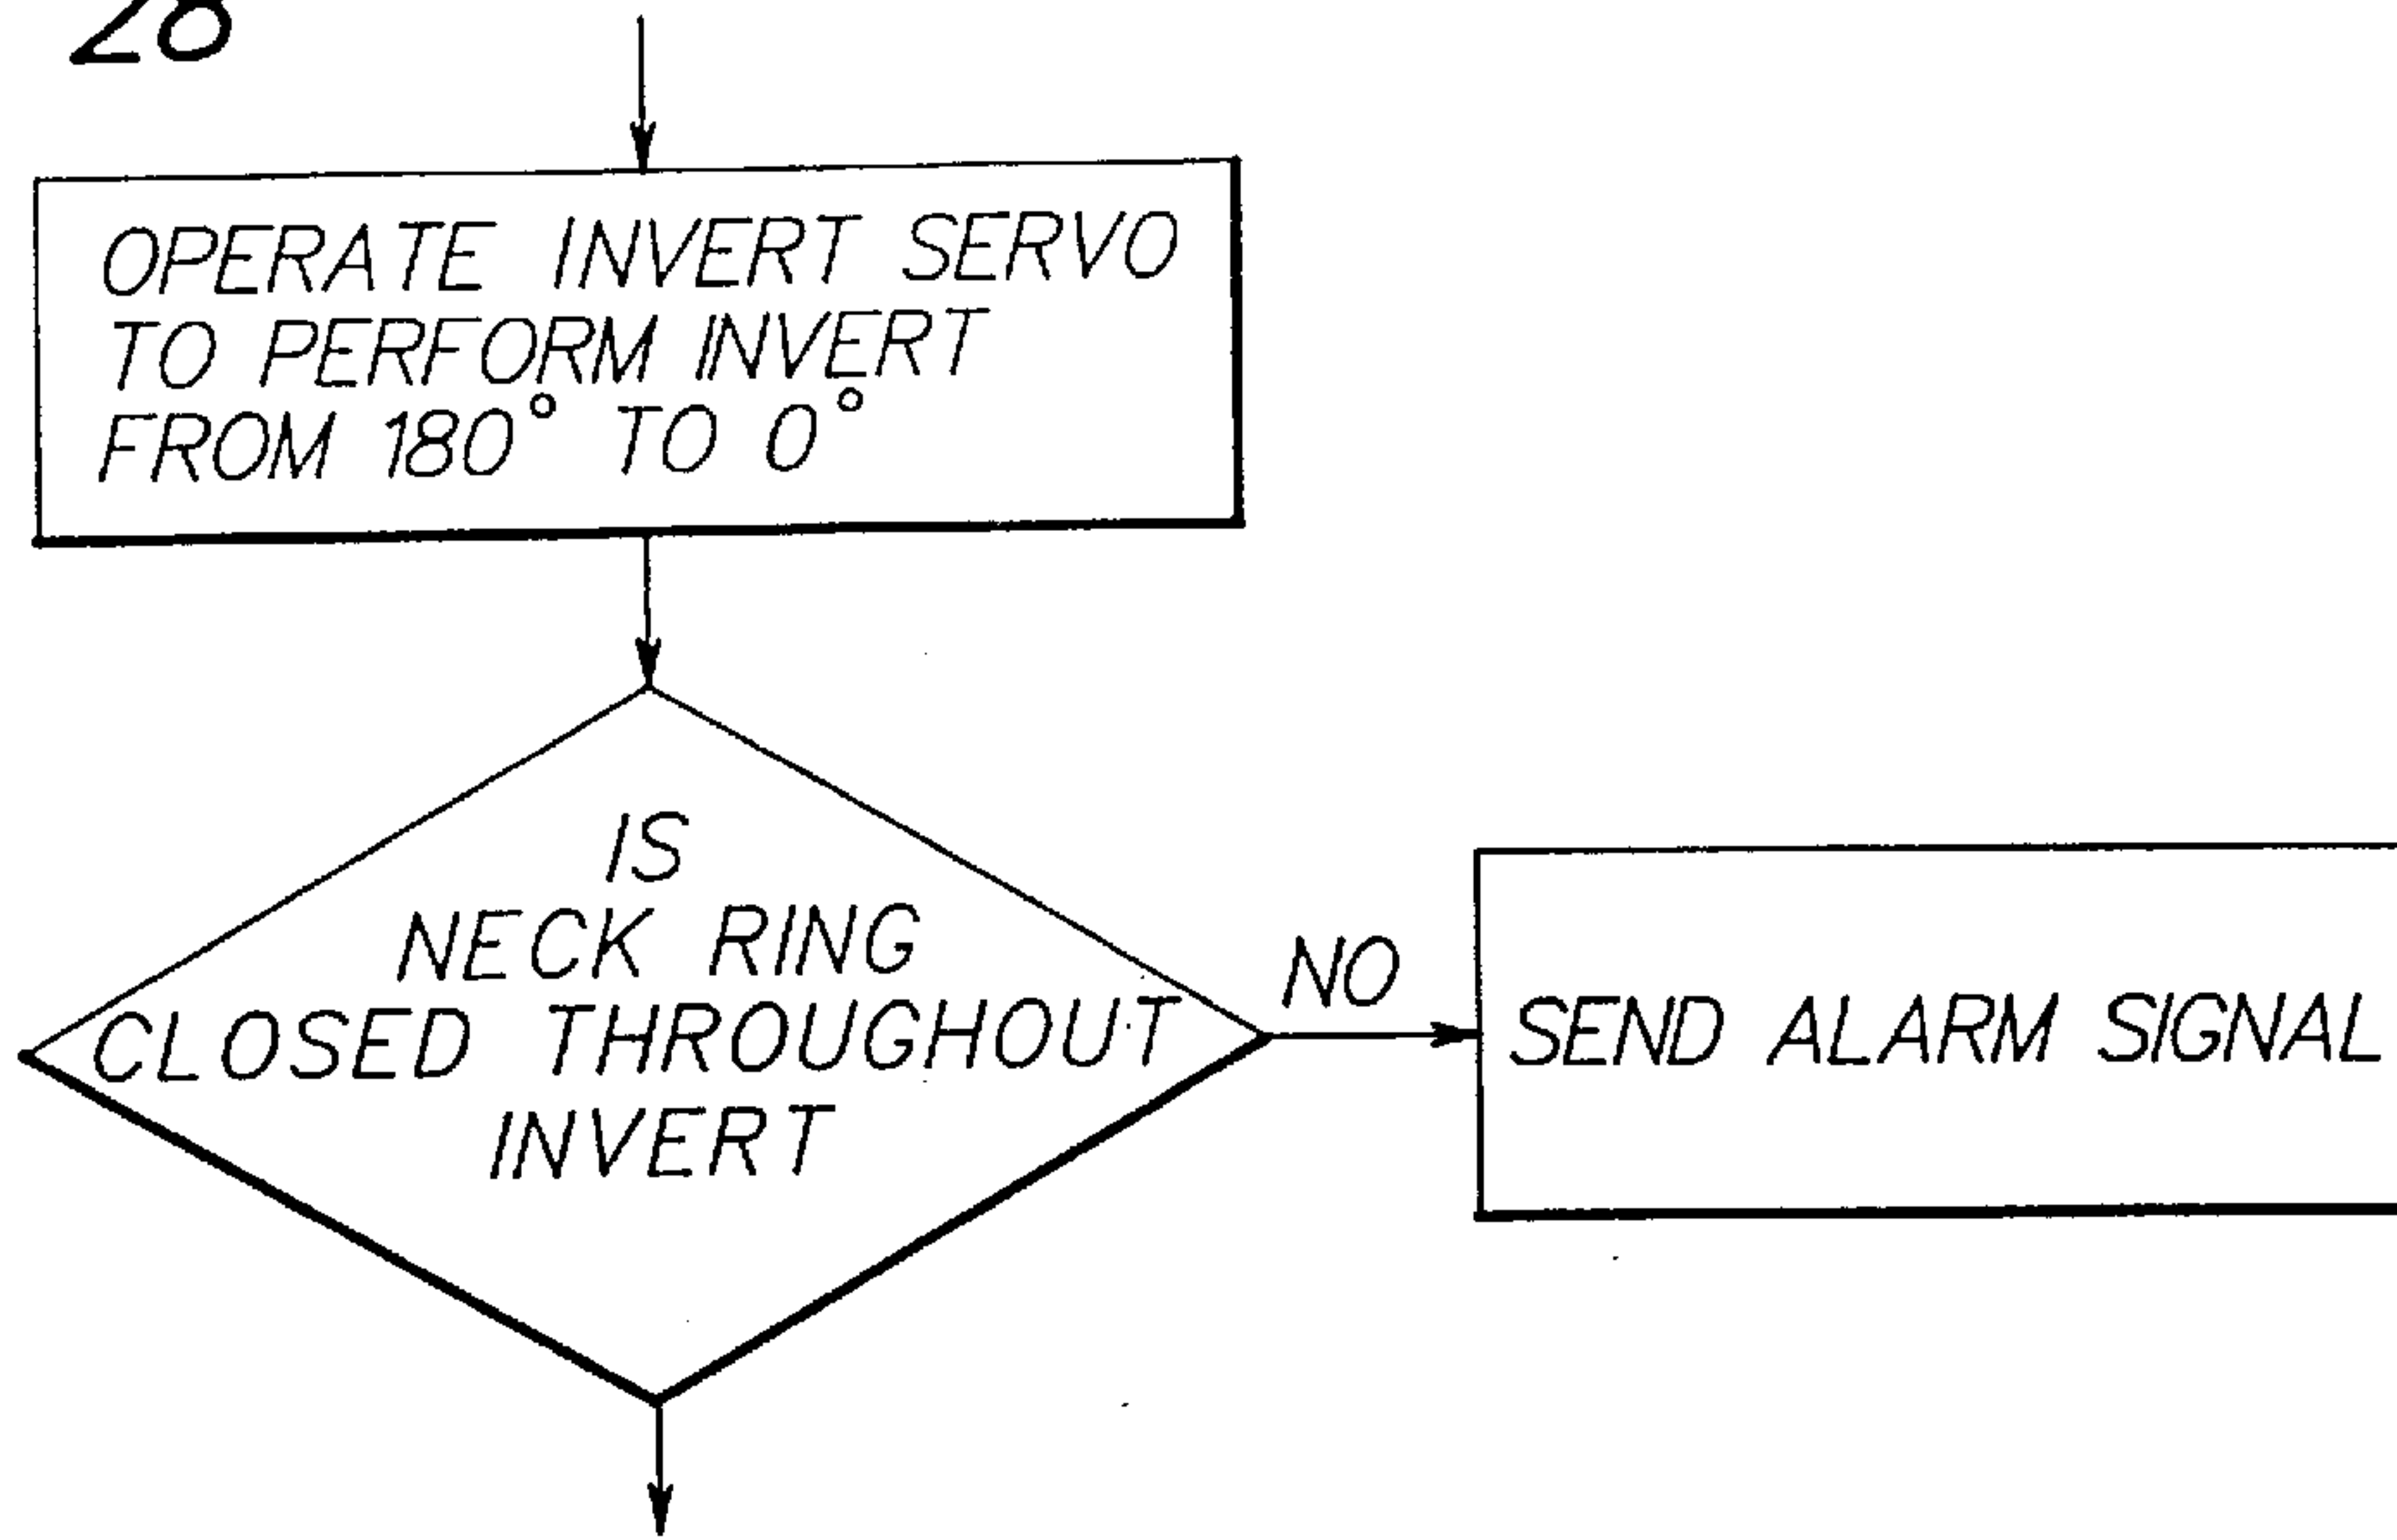 28
OPERATE INVERT SERVO
TO PERFORM INVERT
FROM 180° TO 0°
IS
NECK RING
CLOSED THROUGHOUT
INVERT
NO
SEND ALARM SIGNAL